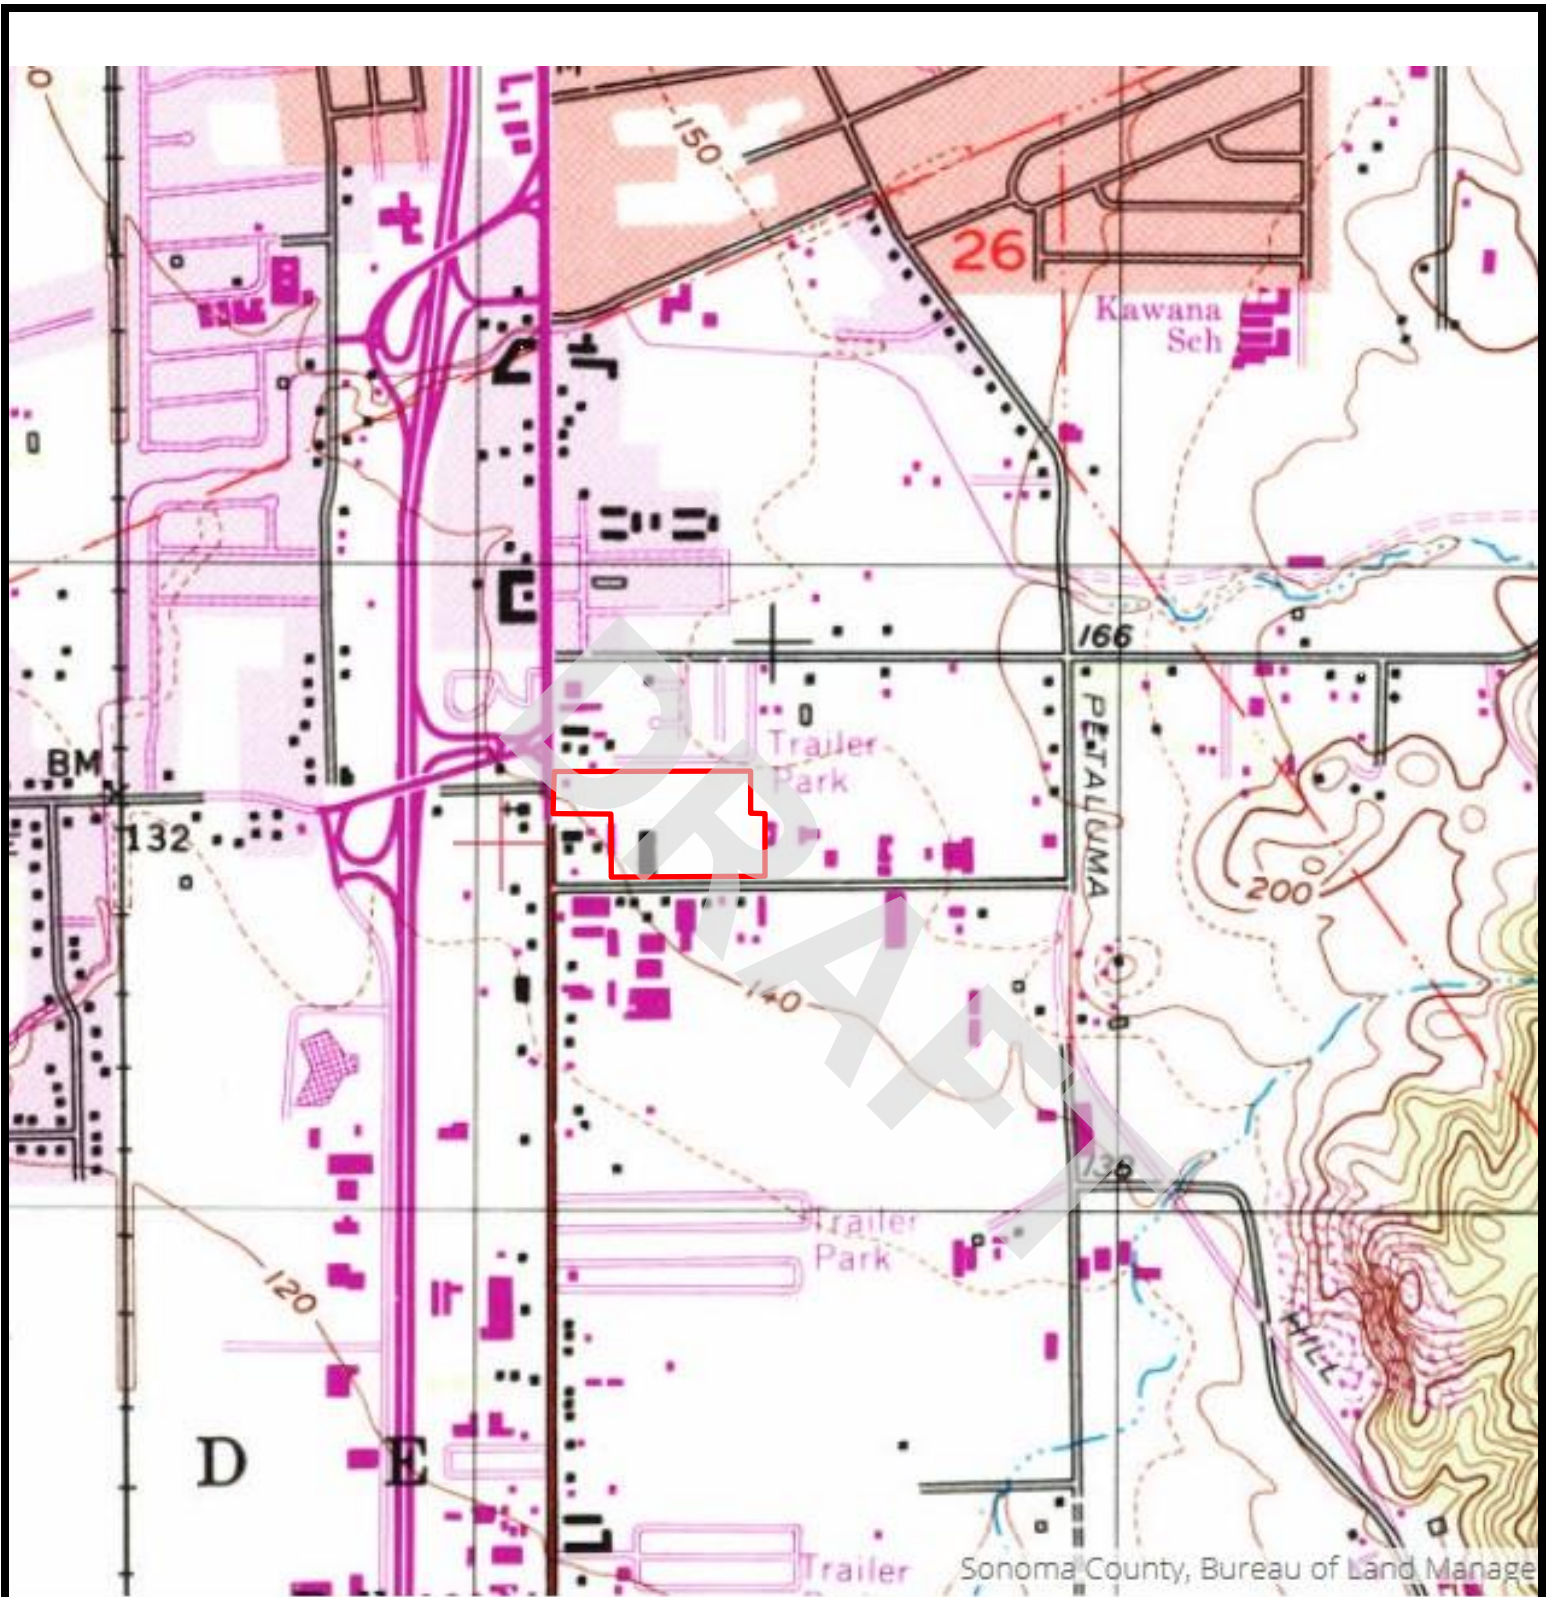 150
26
Kawana
Sch
166
BM
PETALUMA
Trailer
Park
132
200
140
DRAFT
Trailer
Park
120
HILL
D E
Trailer
Sonoma County, Bureau of Land Manage